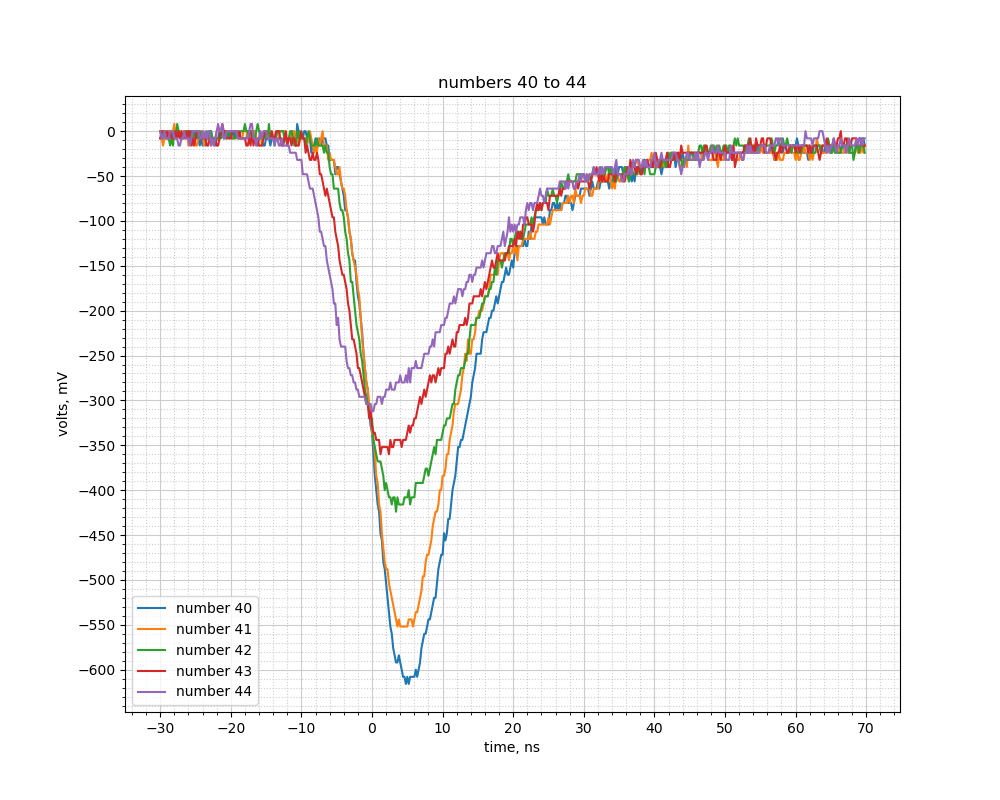 numbers 40 to 44
volts, mV
0
−50
−100
−150
−200
−250
−300
−350
−400
−450
−500
−550
−600
number 40
number 41
number 42
number 43
number 44
−30 −20 −10 0 10 20 30 40 50 60 70
time, ns